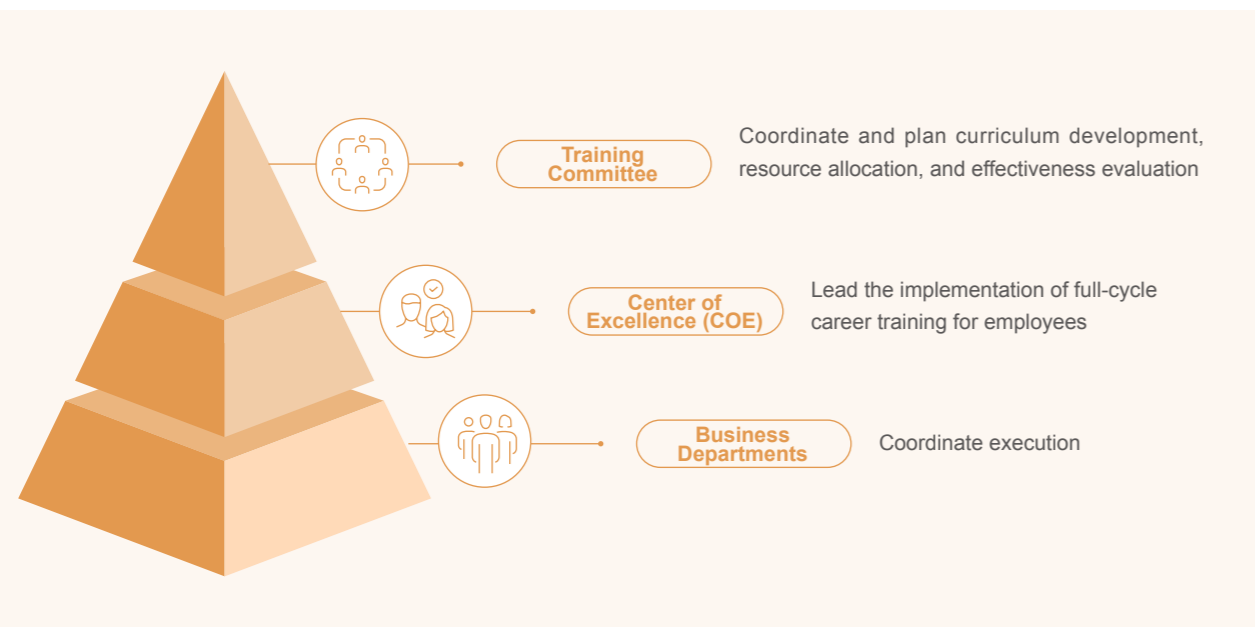 Training
Committee
Coordinate and plan curriculum development,
resource allocation, and effectiveness evaluation
Center of
Excellence (COE)
Lead the implementation of full-cycle
career training for employees
Business
Departments
Coordinate execution